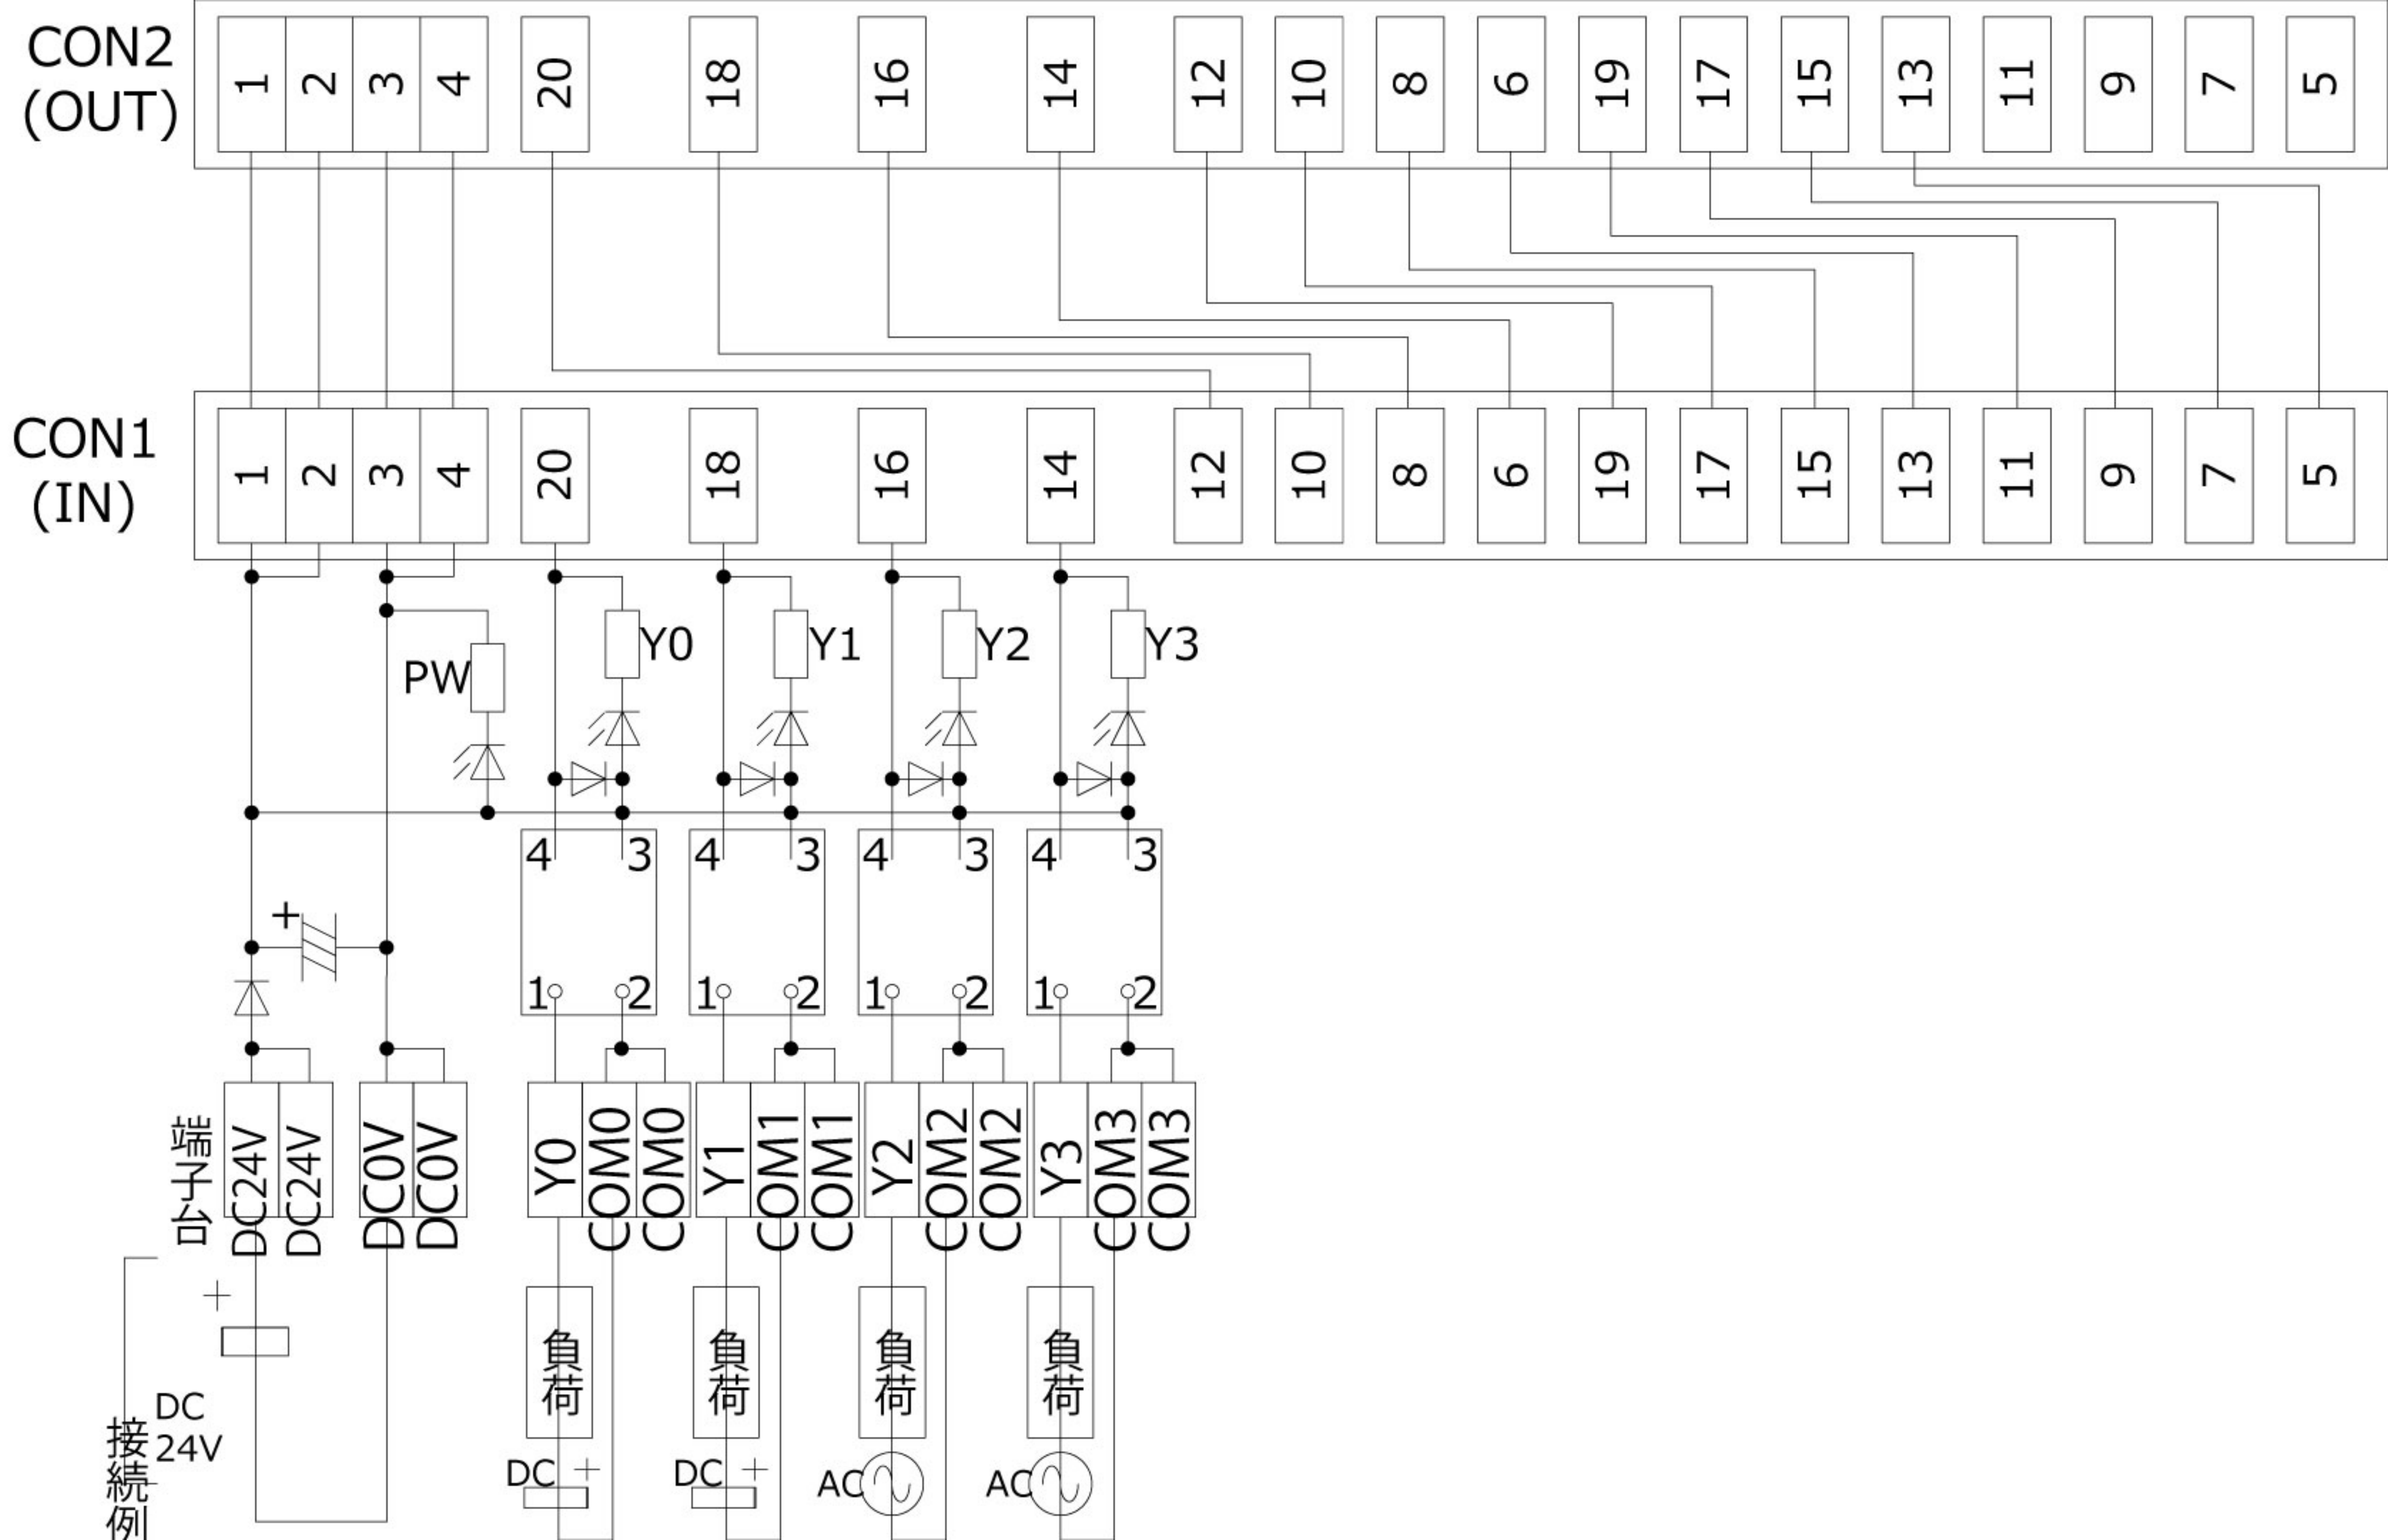 CON2
(OUT)
1 2 3 4 20 18 16 14 12 10 8 6 19 17 15 13 11 9 7 5
CON1
(IN)
1 2 3 4 20 18 16 14 12 10 8 6 19 17 15 13 11 9 7 5
PW Y0 Y1 Y2 Y3
4 3 4 3 4 3 4 3
+
1 2 1 2 1 2 1 2
端子台
DC24V DC24V DC0V DC0V Y0 COM0 COM0 Y1 COM1 COM1 Y2 COM2 COM2 Y3 COM3 COM3
+
負荷 負荷 負荷 負荷
接続例
DC
24V
DC + DC + AC AC